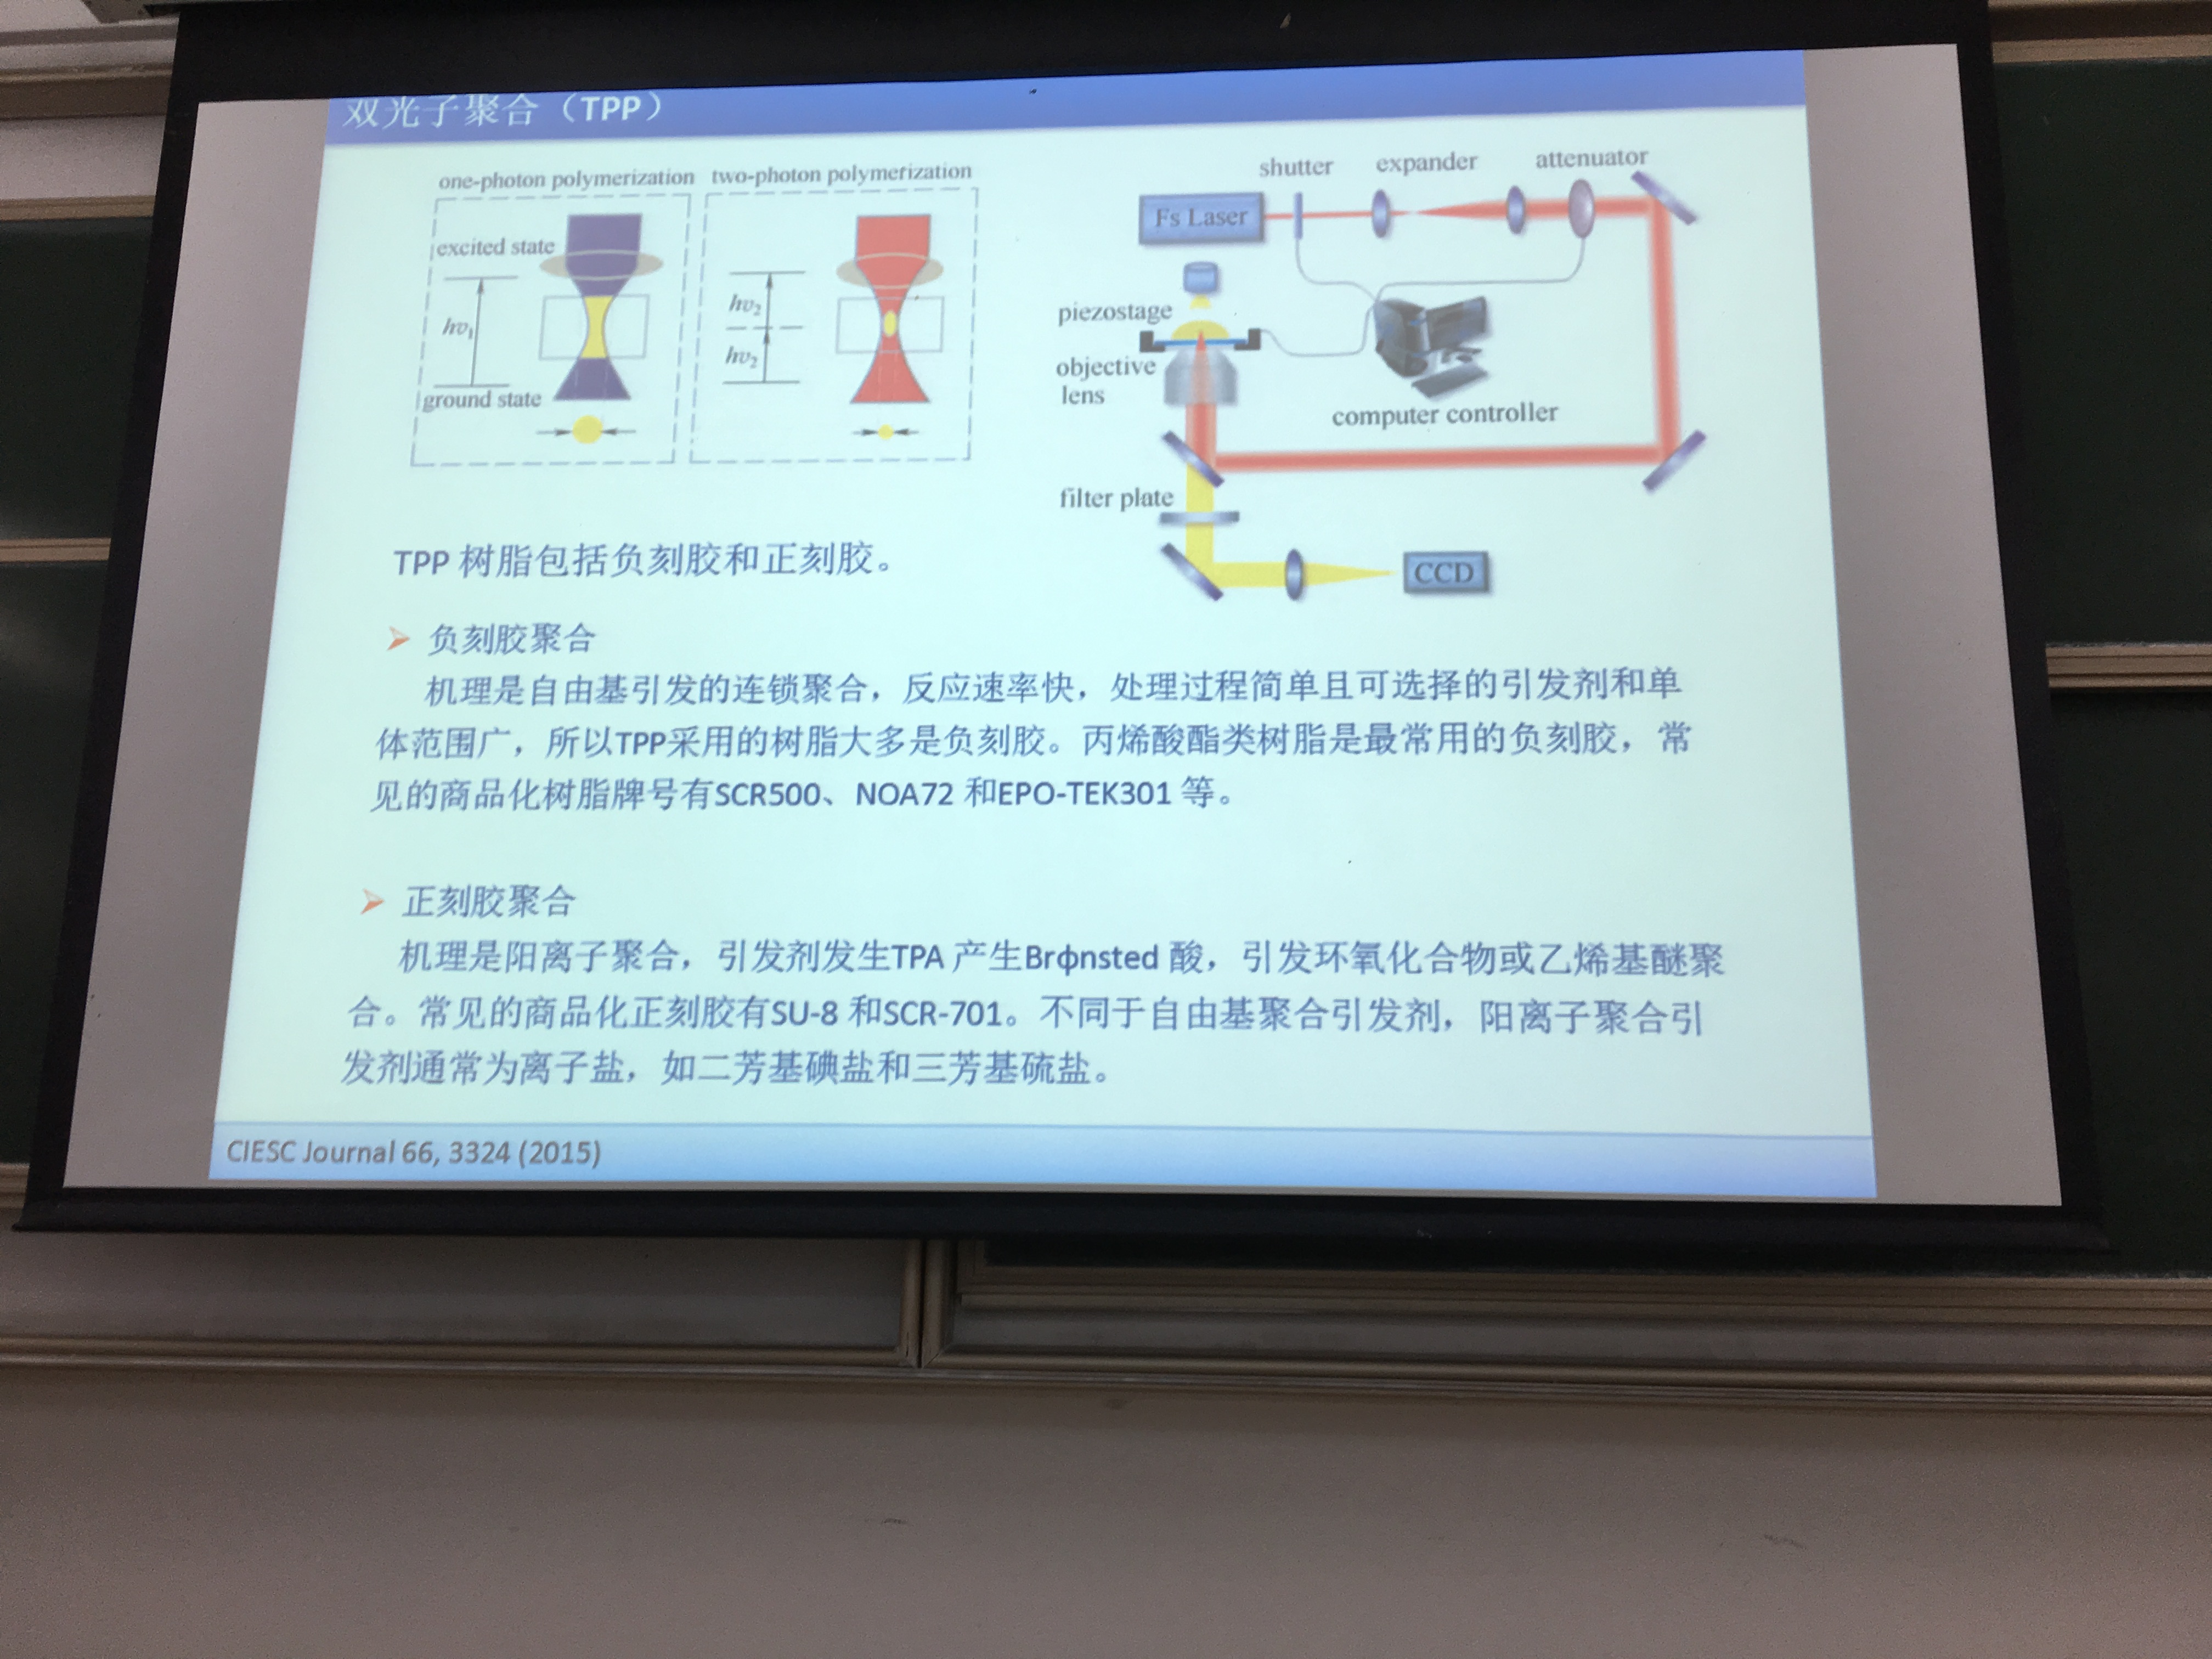 双光子聚合（TPP）
one-photon polymerization
two-photon polymerization
excited state
hυ₁
ground state
hυ₂
hυ₂
shutter
expander
attenuator
Fs Laser
piezostage
objective
lens
computer controller
filter plate
CCD
TPP 树脂包括负刻胶和正刻胶。
➢ 负刻胶聚合
机理是自由基引发的连锁聚合，反应速率快，处理过程简单且可选择的引发剂和单
体范围广，所以TPP采用的树脂大多是负刻胶。丙烯酸酯类树脂是最常用的负刻胶，常
见的商品化树脂牌号有SCR500、NOA72 和EPO-TEK301 等。
➢ 正刻胶聚合
机理是阳离子聚合，引发剂发生TPA 产生Brфnsted 酸，引发环氧化合物或乙烯基醚聚
合。常见的商品化正刻胶有SU-8 和SCR-701。不同于自由基聚合引发剂，阳离子聚合引
发剂通常为离子盐，如二芳基碘盐和三芳基硫盐。
CIESC Journal 66, 3324 (2015)